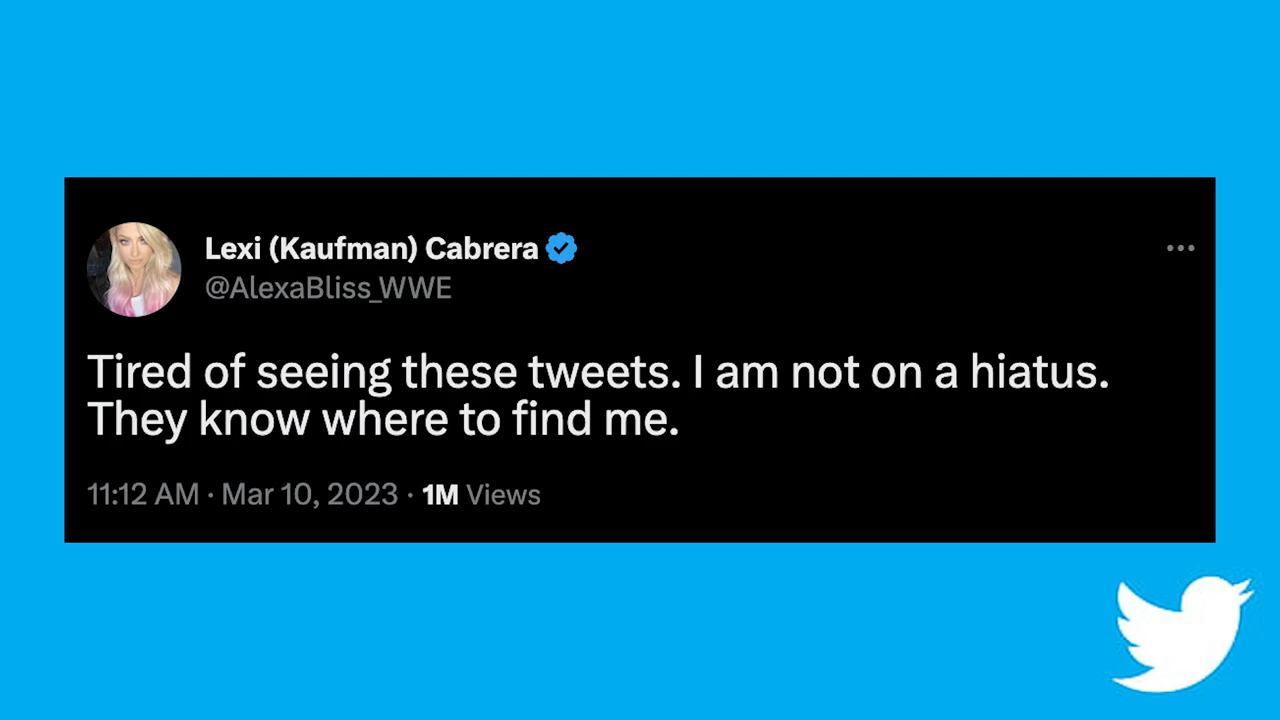 Lexi (Kaufman) Cabrera
@AlexaBliss_WWE
Tired of seeing these tweets. I am not on a hiatus.
They know where to find me.
11:12 AM · Mar 10, 2023 · 1M Views